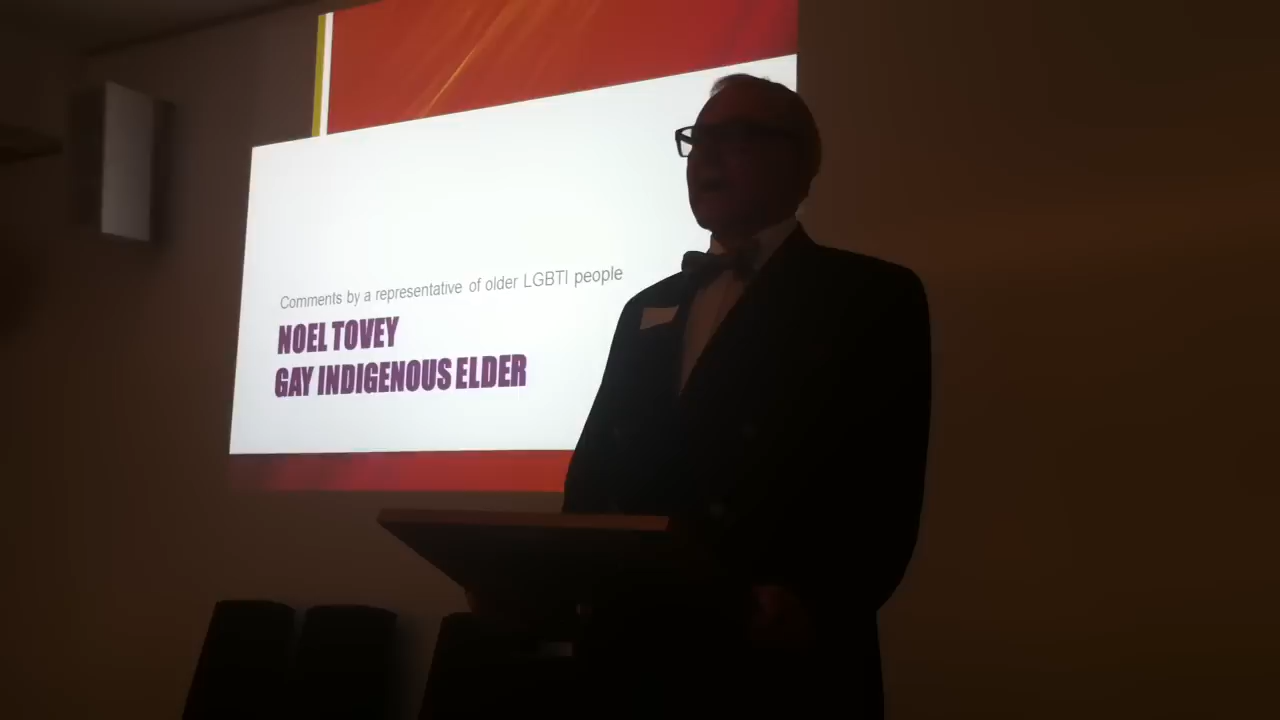 Comments by a representative of older LGBTI people
NOEL TOVEY
GAY INDIGENOUS ELDER